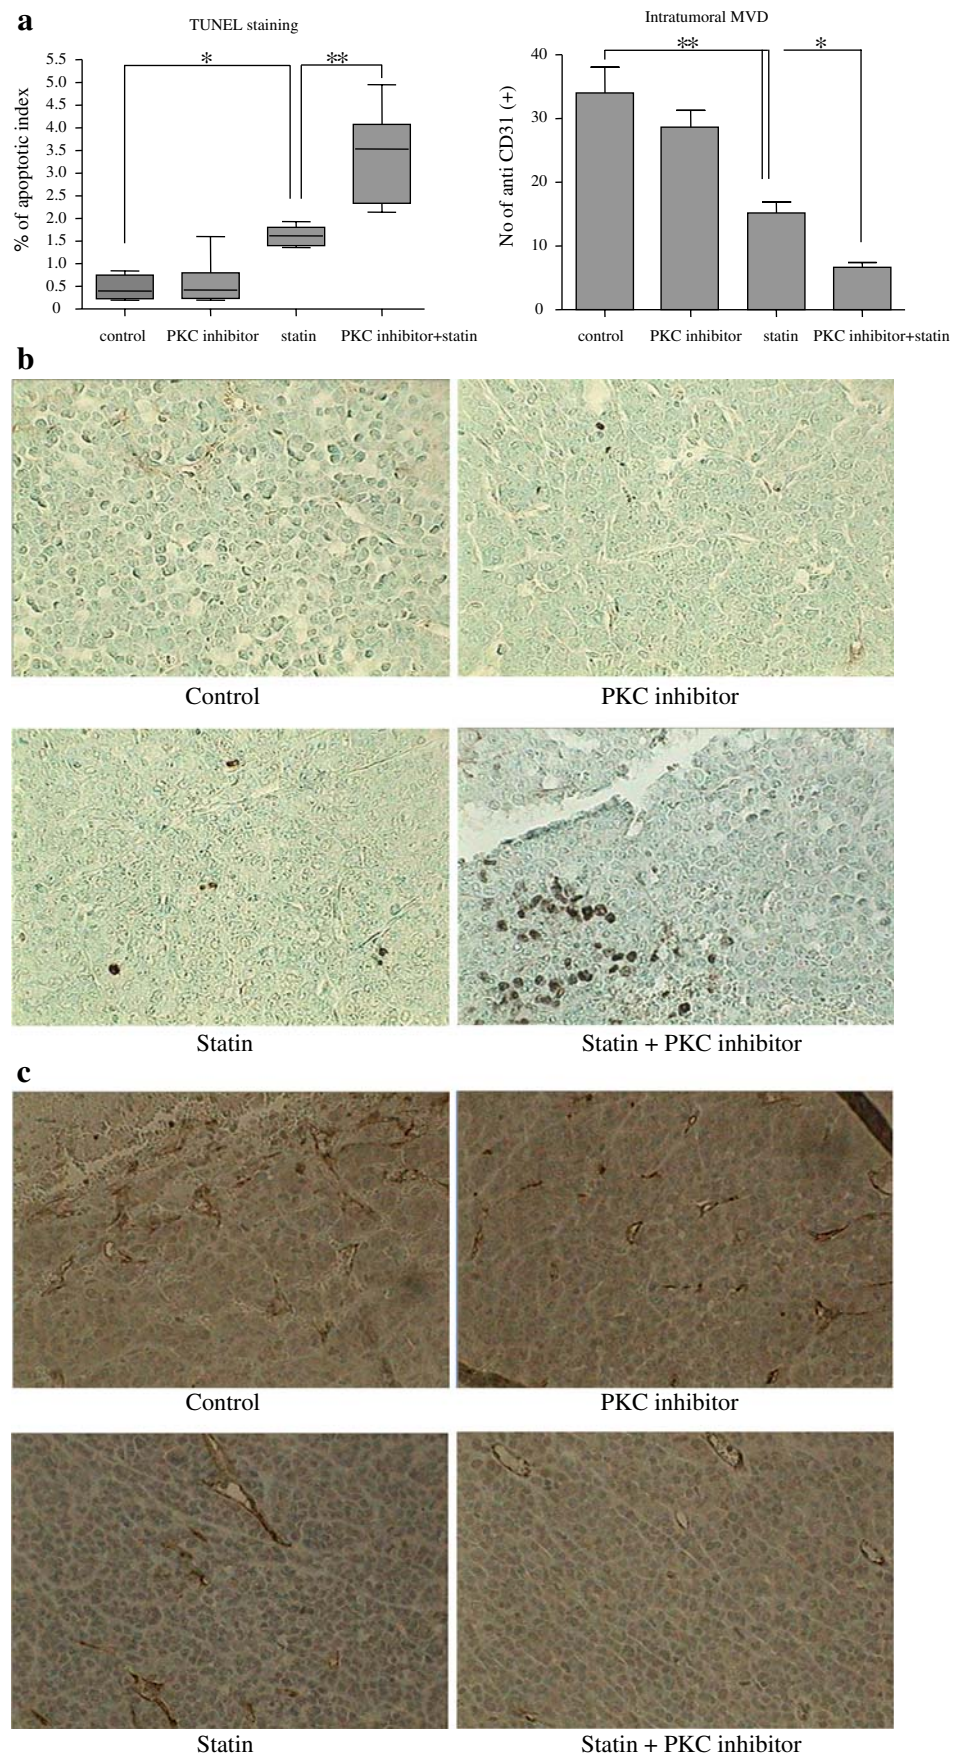 a
TUNEL staining
% of apoptotic index
5.5
5.0
4.5
4.0
3.5
3.0
2.5
2.0
1.5
1.0
0.5
0
*
**
control
PKC inhibitor
statin
PKC inhibitor+statin
Intratumoral MVD
No of anti CD31 (+)
40
30
20
10
0
**
*
control
PKC inhibitor
statin
PKC inhibitor+statin
b
Control
PKC inhibitor
Statin
Statin + PKC inhibitor
c
Control
PKC inhibitor
Statin
Statin + PKC inhibitor